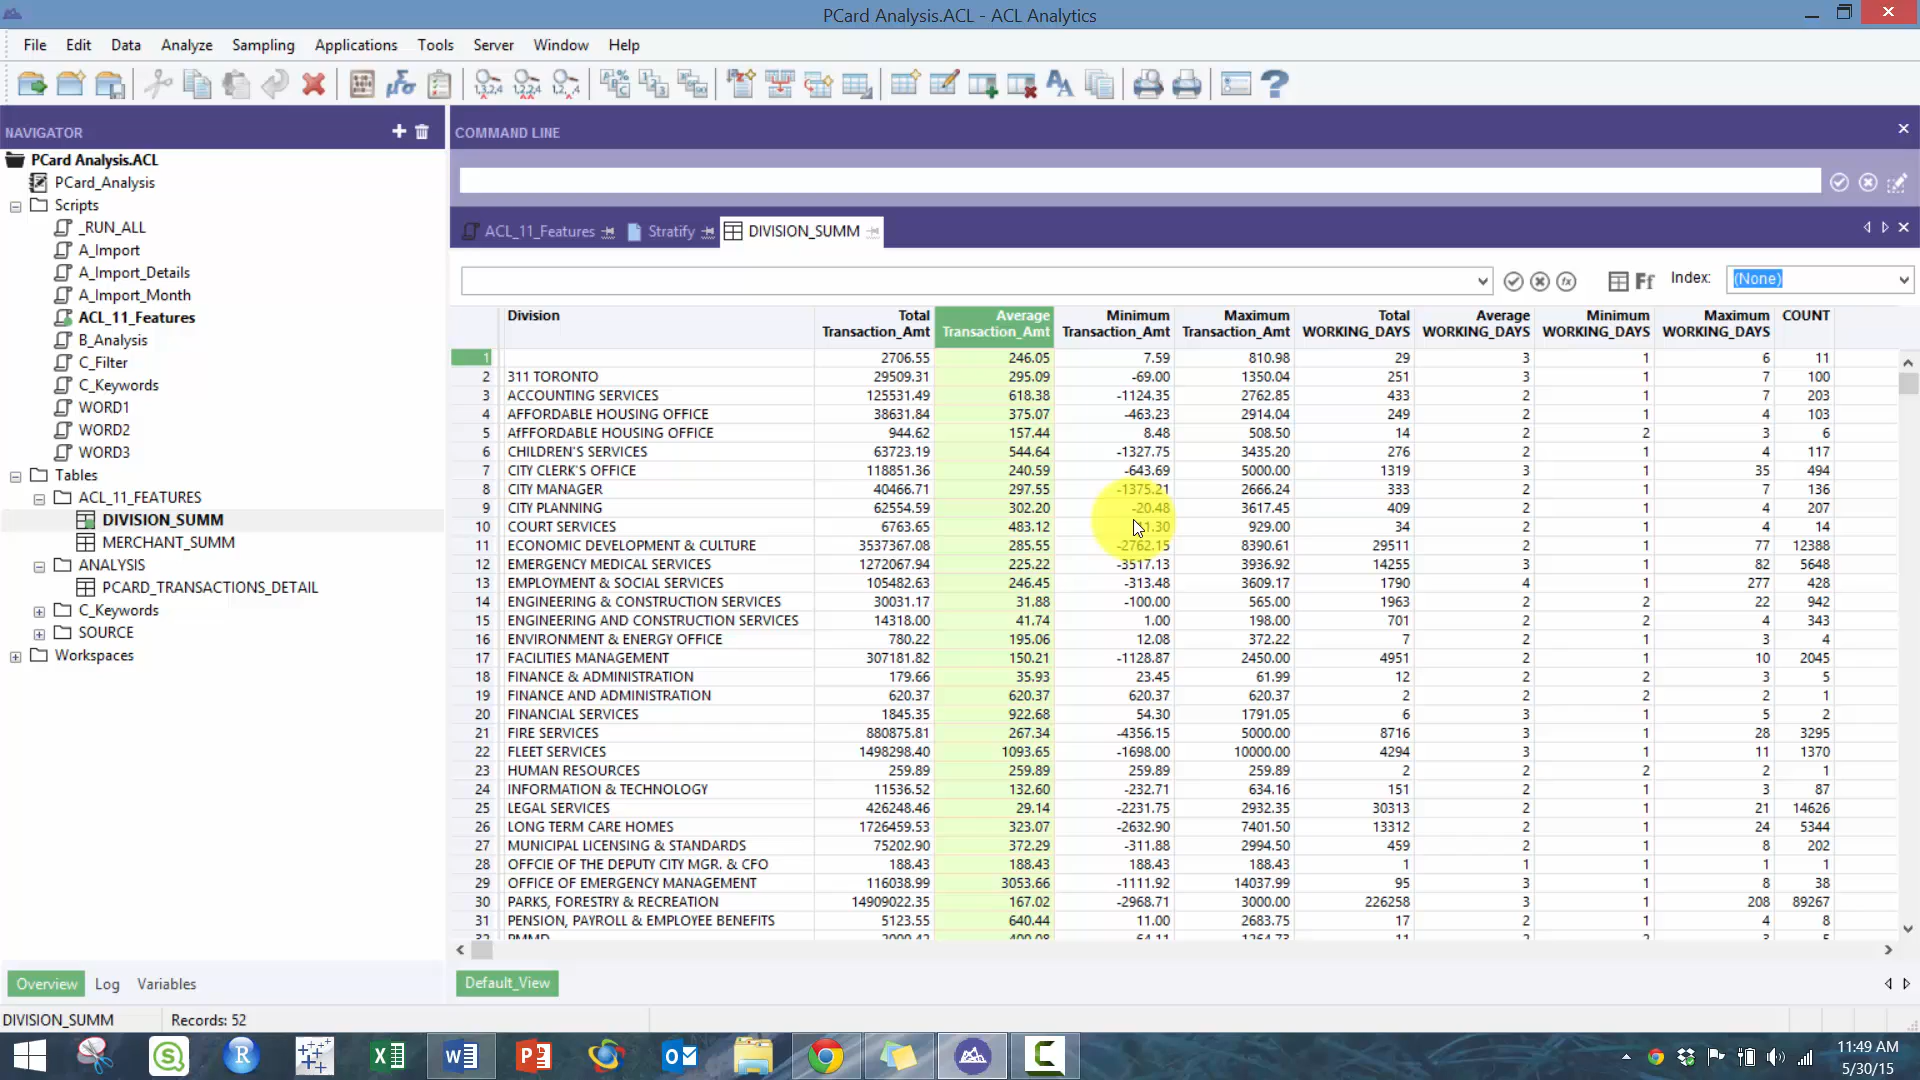 PCard Analysis.ACL - ACL Analytics
File Edit Data Analyze Sampling Applications Tools Server Window Help
NAVIGATOR
PCard Analysis.ACL
PCard_Analysis
Scripts
_RUN_ALL
A_Import
A_Import_Details
A_Import_Month
ACL_11_Features
B_Analysis
C_Filter
C_Keywords
WORD1
WORD2
WORD3
Tables
ACL_11_FEATURES
DIVISION_SUMM
MERCHANT_SUMM
ANALYSIS
PCARD_TRANSACTIONS_DETAIL
C_Keywords
SOURCE
Workspaces
Overview Log Variables
COMMAND LINE
ACL_11_Features Stratify DIVISION_SUMM
Ff Index: (None)
Division Total Transaction_Amt Average Transaction_Amt Minimum Transaction_Amt Maximum Transaction_Amt Total WORKING_DAYS Average WORKING_DAYS Minimum WORKING_DAYS Maximum WORKING_DAYS COUNT
1 2706.55 246.05 7.59 810.98 29 3 1 6 11
2 311 TORONTO 29509.31 295.09 -69.00 1350.04 251 3 1 7 100
3 ACCOUNTING SERVICES 125531.49 618.38 -1124.35 2762.85 433 2 1 7 203
4 AFFORDABLE HOUSING OFFICE 38631.84 375.07 -463.23 2914.04 249 2 1 4 103
5 AfFFORDABLE HOUSING OFFICE 944.62 157.44 8.48 508.50 14 2 2 3 6
6 CHILDREN'S SERVICES 63723.19 544.64 -1327.75 3435.20 276 2 1 4 117
7 CITY CLERK'S OFFICE 118851.36 240.59 -643.69 5000.00 1319 3 1 35 494
8 CITY MANAGER 40466.71 297.55 -1375.21 2666.24 333 2 1 7 136
9 CITY PLANNING 62554.59 302.20 -20.48 3617.45 409 2 1 4 207
10 COURT SERVICES 6763.65 483.12 929.00 34 2 1 4 14
11 ECONOMIC DEVELOPMENT & CULTURE 3537367.08 285.55 -2762.15 8390.61 29511 2 1 77 12388
12 EMERGENCY MEDICAL SERVICES 1272067.94 225.22 -3517.13 3936.92 14255 3 1 82 5648
13 EMPLOYMENT & SOCIAL SERVICES 105482.63 246.45 -313.48 3609.17 1790 4 1 277 428
14 ENGINEERING & CONSTRUCTION SERVICES 30031.17 31.88 -100.00 565.00 1963 2 2 22 942
15 ENGINEERING AND CONSTRUCTION SERVICES 14318.00 41.74 1.00 198.00 701 2 2 4 343
16 ENVIRONMENT & ENERGY OFFICE 780.22 195.06 12.08 372.22 7 2 1 3 4
17 FACILITIES MANAGEMENT 307181.82 150.21 -1128.87 2450.00 4951 2 1 10 2045
18 FINANCE & ADMINISTRATION 179.66 35.93 23.45 61.99 12 2 2 3 5
19 FINANCE AND ADMINISTRATION 620.37 620.37 620.37 620.37 2 2 2 2 1
20 FINANCIAL SERVICES 1845.35 922.68 54.30 1791.05 6 3 1 5 2
21 FIRE SERVICES 880875.81 267.34 -4356.15 5000.00 8716 3 1 28 3295
22 FLEET SERVICES 1498298.40 1093.65 -1698.00 10000.00 4294 3 1 11 1370
23 HUMAN RESOURCES 259.89 259.89 259.89 259.89 2 2 2 2 1
24 INFORMATION & TECHNOLOGY 11536.52 132.60 -232.71 634.16 151 2 1 3 87
25 LEGAL SERVICES 426248.46 29.14 -2231.75 2932.35 30313 2 1 21 14626
26 LONG TERM CARE HOMES 1726459.53 323.07 -2632.90 7401.50 13312 2 1 24 5344
27 MUNICIPAL LICENSING & STANDARDS 75202.90 372.29 -311.88 2994.50 459 2 1 8 202
28 OFFCIE OF THE DEPUTY CITY MGR. & CFO 188.43 188.43 188.43 188.43 1 1 1 1 1
29 OFFICE OF EMERGENCY MANAGEMENT 116038.99 3053.66 -1111.92 14037.99 95 3 1 8 38
30 PARKS, FORESTRY & RECREATION 14909022.35 167.02 -2968.71 3000.00 226258 3 1 208 89267
31 PENSION, PAYROLL & EMPLOYEE BENEFITS 5123.55 640.44 11.00 2683.75 17 2 1 4 8
Default_View
DIVISION_SUMM Records: 52
11:49 AM
5/30/15